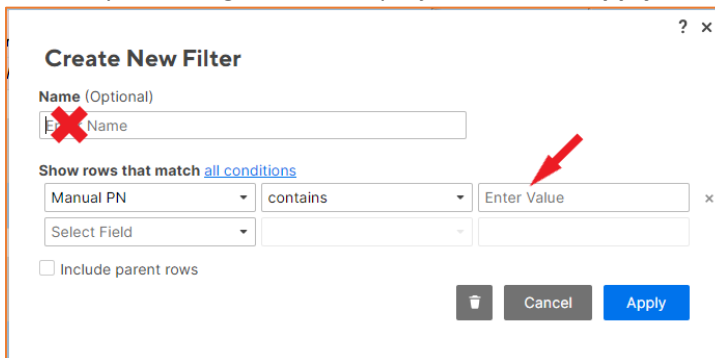 ? ×
Create New Filter
Name (Optional)
Name
Show rows that match all conditions
Manual PN contains Enter Value ×
Select Field
Include parent rows
Cancel Apply